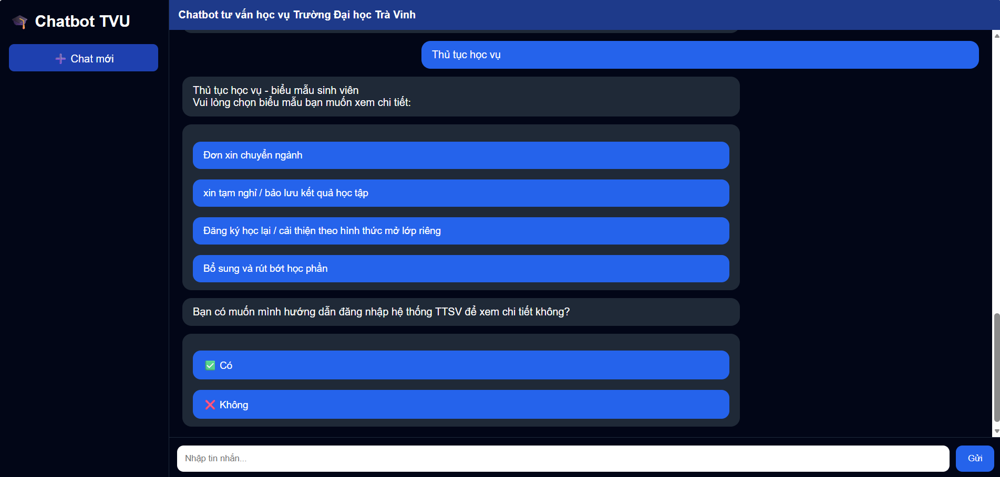 Chatbot TVU
Chat mới
Chatbot tư vấn học vụ Trường Đại học Trà Vinh
Thủ tục học vụ
Thủ tục học vụ - biểu mẫu sinh viên
Vui lòng chọn biểu mẫu bạn muốn xem chi tiết:
Đơn xin chuyển ngành
xin tạm nghỉ / bảo lưu kết quả học tập
Đăng ký học lại / cải thiện theo hình thức mở lớp riêng
Bổ sung và rút bớt học phần
Bạn có muốn mình hướng dẫn đăng nhập hệ thống TTSV để xem chi tiết không?
Có
Không
Nhập tin nhắn...
Gửi